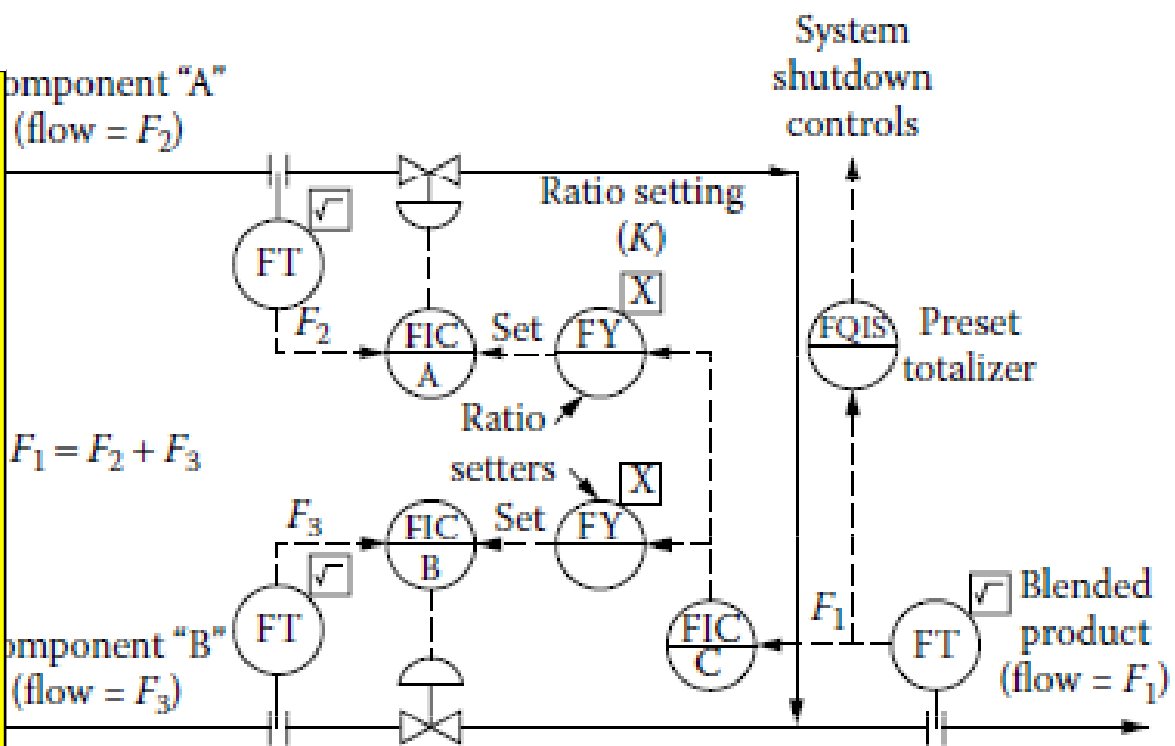 System
shutdown
controls
omponent "A"
(flow = F₂)
Ratio setting
(K)
√
FT
X
F₂
FIC
A
Set
FY
FQIS
Preset
totalizer
Ratio
F₁ = F₂ + F₃
setters
X
F₃
FIC
B
Set
FY
√
FT
omponent "B"
(flow = F₃)
FIC
C
F₁
√
FT
Blended
product
(flow = F₁)